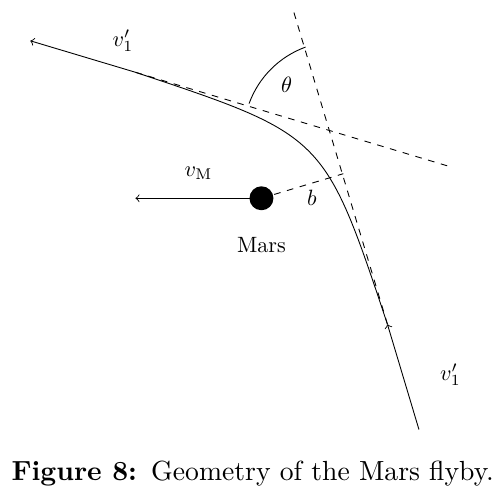 v′₁
θ
v_M
b
Mars
v′₁
Figure 8: Geometry of the Mars flyby.